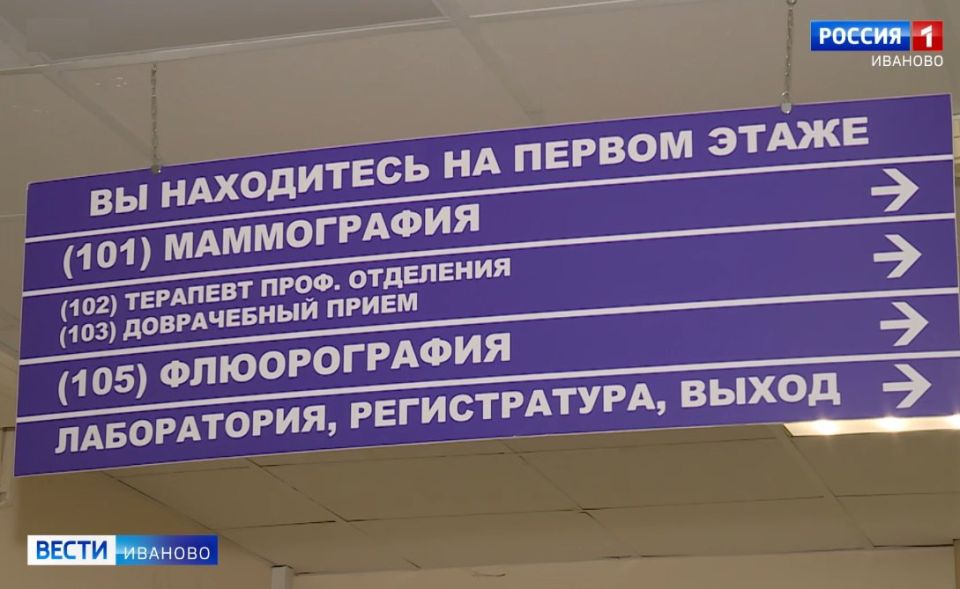 РОССИЯ 1
ИВАНОВО
ВЫ НАХОДИТЕСЬ НА ПЕРВОМ ЭТАЖЕ
(101) МАММОГРАФИЯ
(102) ТЕРАПЕВТ ПРОФ. ОТДЕЛЕНИЯ
(103) ДОВРАЧЕБНЫЙ ПРИЕМ
(105) ФЛЮОРОГРАФИЯ
ЛАБОРАТОРИЯ, РЕГИСТРАТУРА, ВЫХОД
ВЕСТИ ИВАНОВО